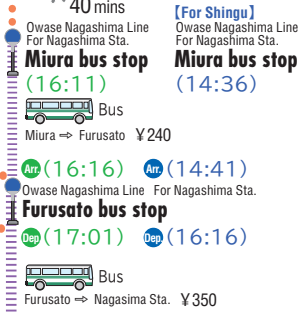 40 mins
【For Shingu】
Owase Nagashima Line
For Nagashima Sta.
Owase Nagashima Line
For Nagashima Sta.
Miura bus stop
Miura bus stop
(16:11)
(14:36)
Bus
Miura ⇨ Furusato ¥240
Arr. (16:16) Arr. (14:41)
Owase Nagashima Line For Nagashima Sta.
Furusato bus stop
Dep. (17:01) Dep. (16:16)
Bus
Furusato ⇨ Nagasima Sta. ¥350